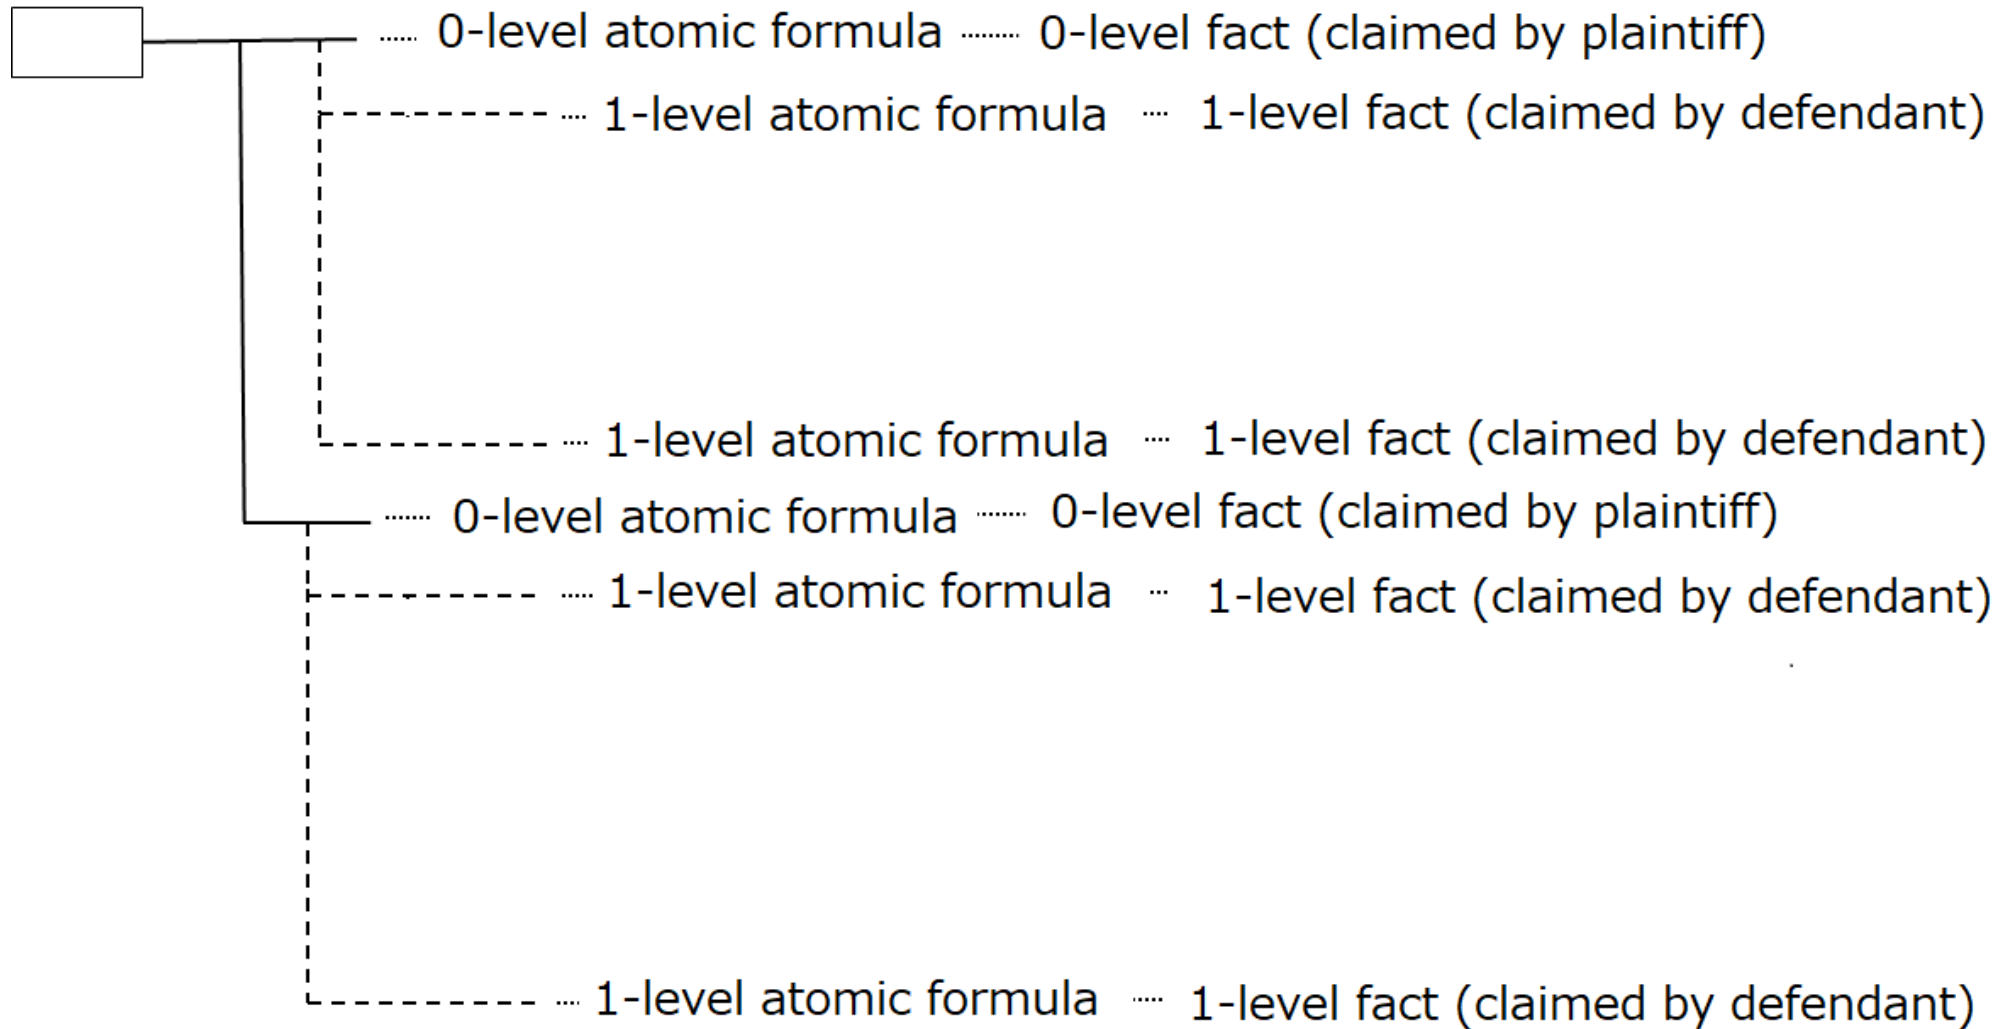 0-level atomic formula ········ 0-level fact (claimed by plaintiff)
1-level atomic formula ···· 1-level fact (claimed by defendant)
1-level atomic formula ···· 1-level fact (claimed by defendant)
0-level atomic formula ······· 0-level fact (claimed by plaintiff)
1-level atomic formula ··· 1-level fact (claimed by defendant)
1-level atomic formula ····· 1-level fact (claimed by defendant)